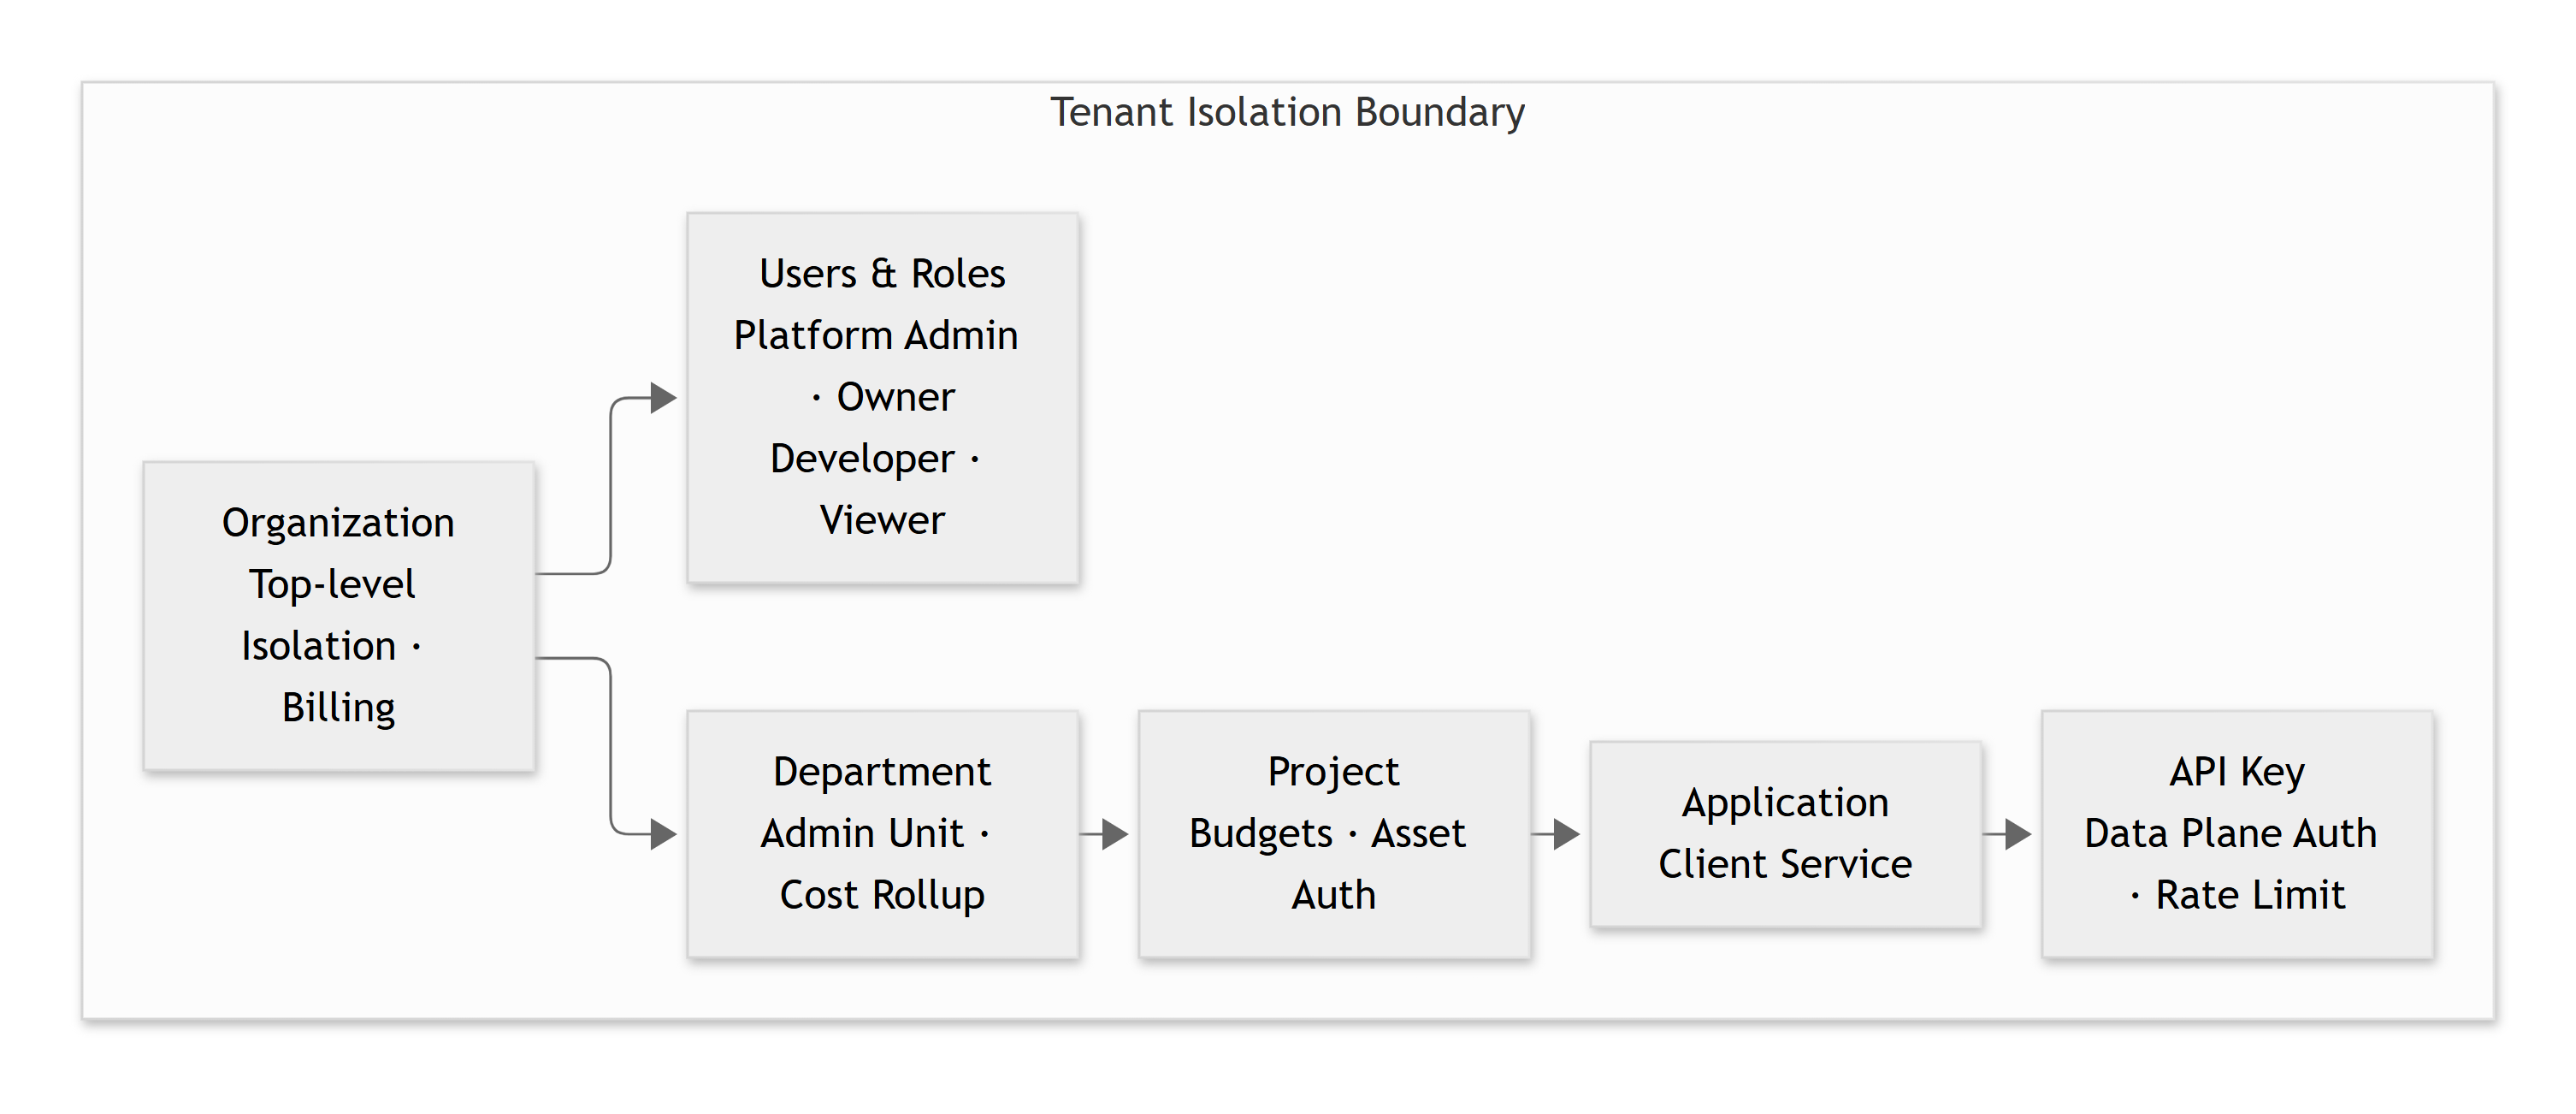 Tenant Isolation Boundary
Users & Roles
Platform Admin
· Owner
Developer ·
Viewer
Organization
Top-level
Isolation ·
Billing
Department
Admin Unit ·
Cost Rollup
Project
Budgets · Asset
Auth
Application
Client Service
API Key
Data Plane Auth
· Rate Limit